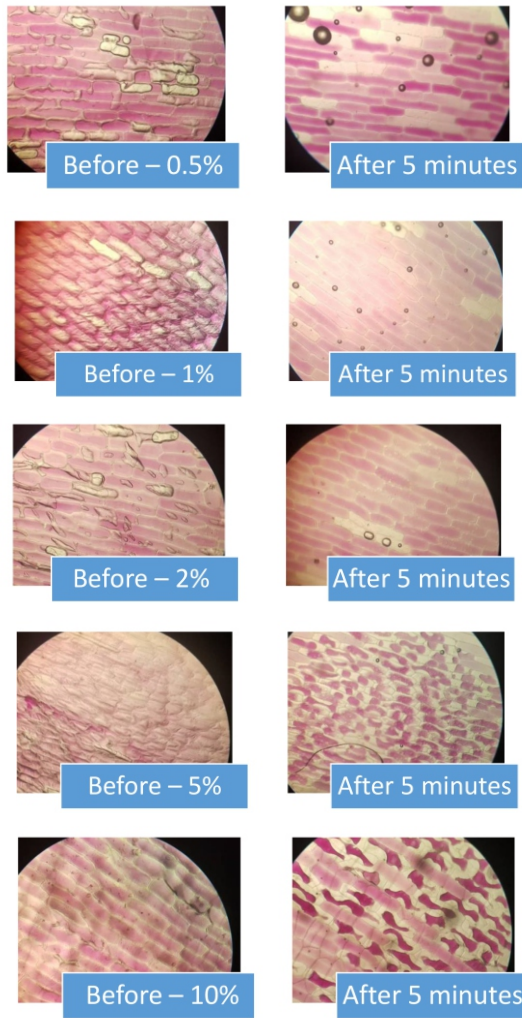 Before – 0.5%
After 5 minutes
Before – 1%
After 5 minutes
Before – 2%
After 5 minutes
Before – 5%
After 5 minutes
Before – 10%
After 5 minutes